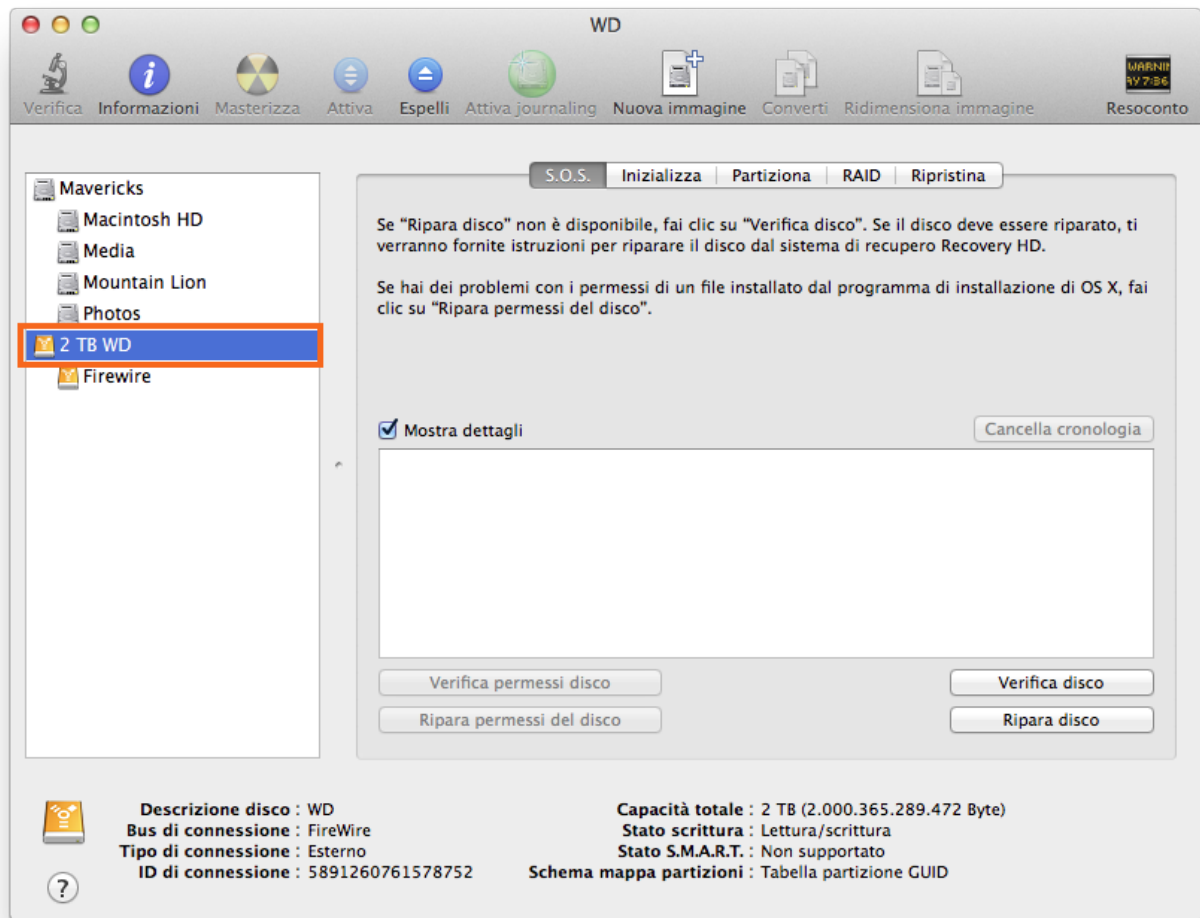 WD
Verifica Informazioni Masterizza Attiva Espelli Attiva journaling Nuova immagine Converti Ridimensiona immagine Resoconto
WARNIN
AY 7:36
S.O.S. Inizializza Partiziona RAID Ripristina
Mavericks
Macintosh HD
Media
Mountain Lion
Photos
2 TB WD
Firewire
Se “Ripara disco” non è disponibile, fai clic su “Verifica disco”. Se il disco deve essere riparato, ti
verranno fornite istruzioni per riparare il disco dal sistema di recupero Recovery HD.
Se hai dei problemi con i permessi di un file installato dal programma di installazione di OS X, fai
clic su “Ripara permessi del disco”.
Mostra dettagli
Cancella cronologia
Verifica permessi disco
Verifica disco
Ripara permessi del disco
Ripara disco
Descrizione disco : WD
Bus di connessione : FireWire
Tipo di connessione : Esterno
ID di connessione : 5891260761578752
Capacità totale : 2 TB (2.000.365.289.472 Byte)
Stato scrittura : Lettura/scrittura
Stato S.M.A.R.T. : Non supportato
Schema mappa partizioni : Tabella partizione GUID
?